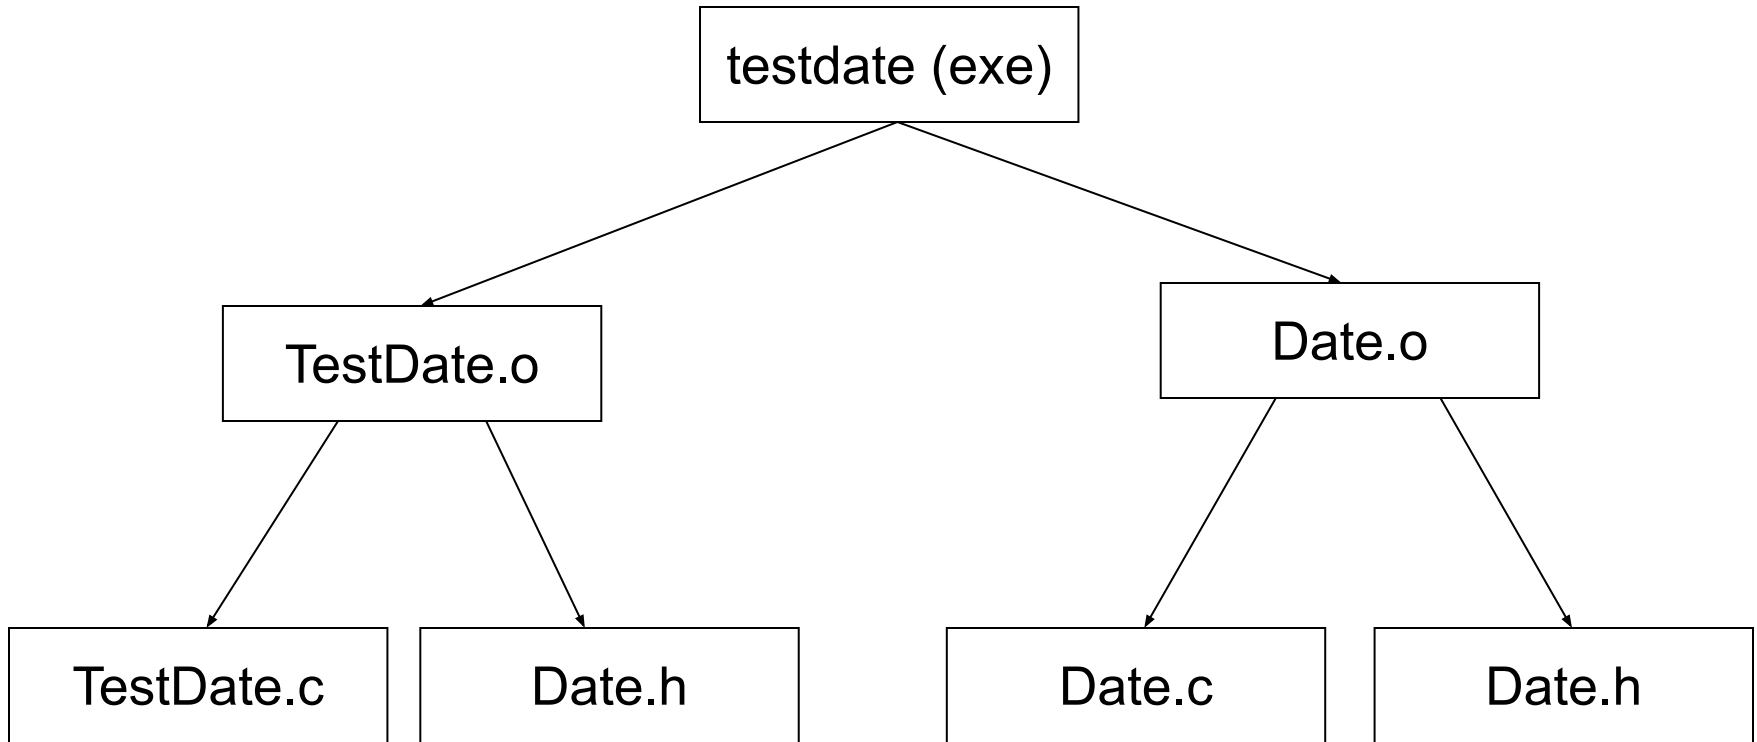 testdate (exe)
TestDate.o
Date.o
TestDate.c
Date.h
Date.c
Date.h